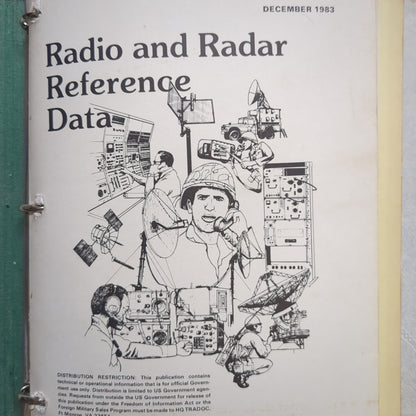 DECEMBER 1983
Radio and Radar
Reference
Data
DISTRIBUTION RESTRICTION: This publication contains
technical or operational information that is for official Govern-
ment use only. Distribution is limited to US Government agen-
cies. Requests from outside the US Government for release of
this publication under the Freedom of Information Act or the
Foreign Military Sales Program must be made to HQ TRADOC,
Ft Monroe, VA